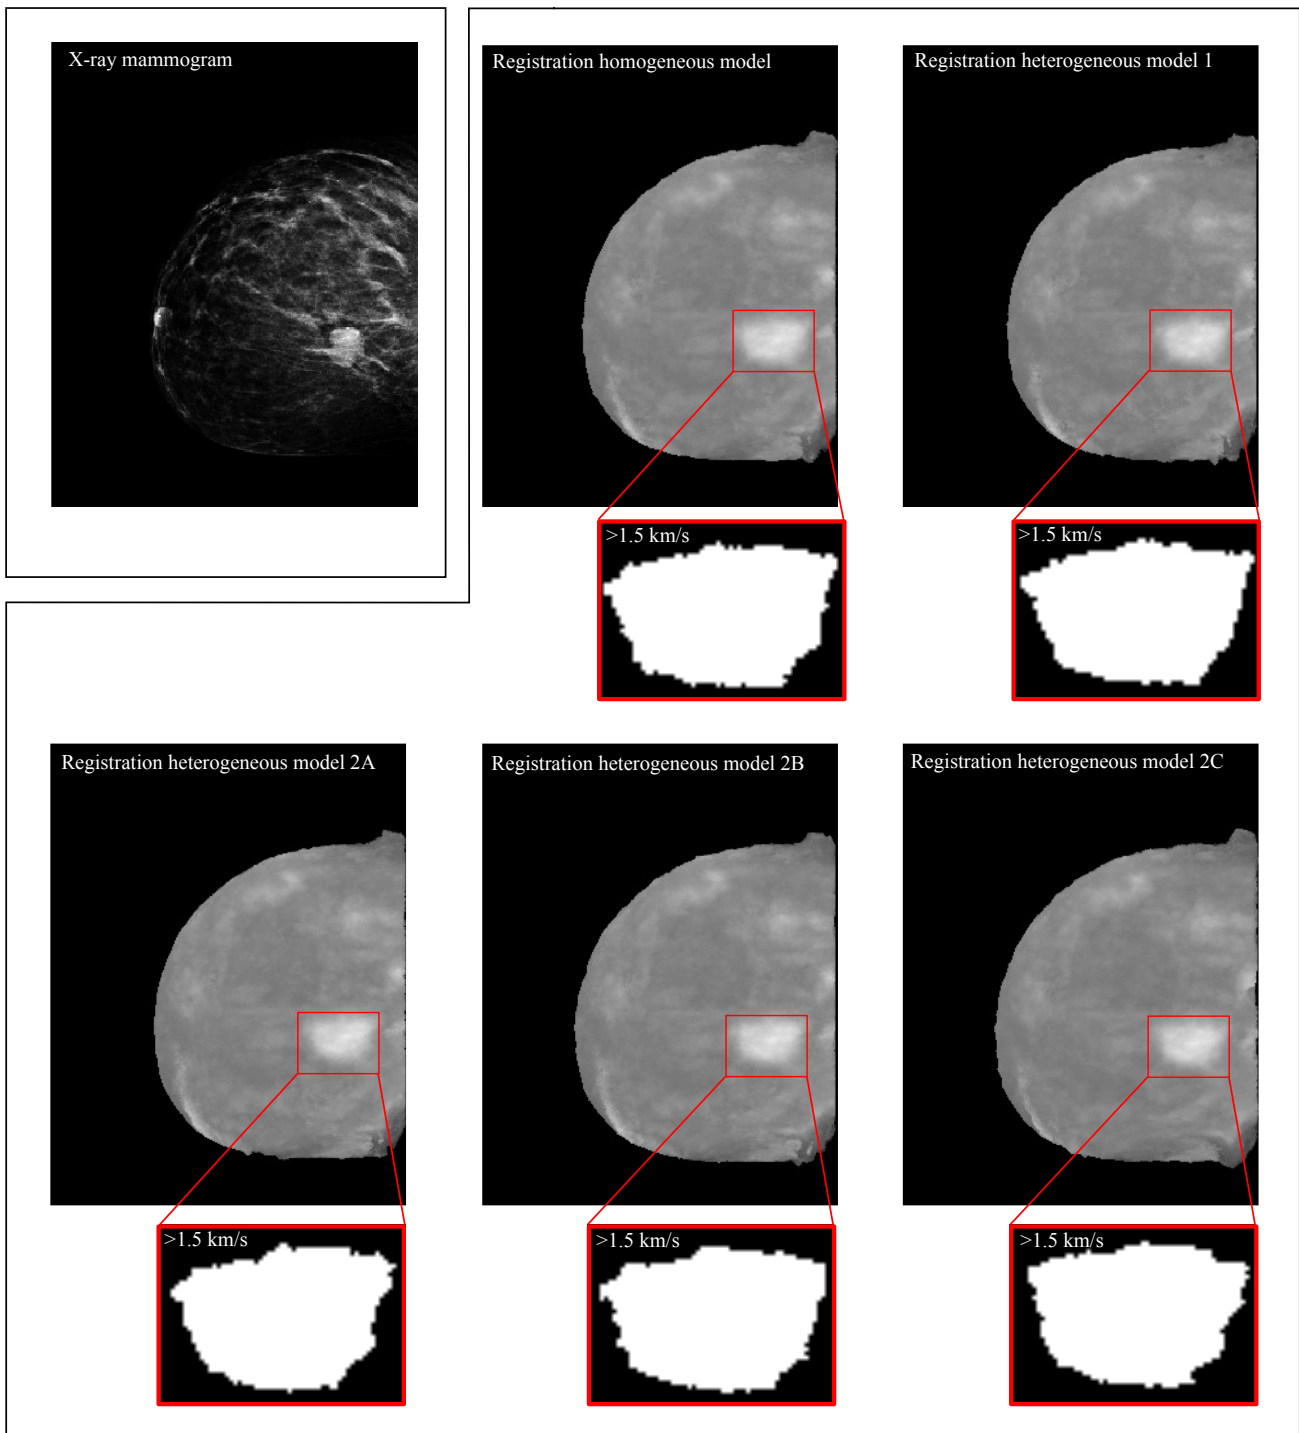 X-ray mammogram
Registration homogeneous model
Registration heterogeneous model 1
>1.5 km/s
>1.5 km/s
Registration heterogeneous model 2A
Registration heterogeneous model 2B
Registration heterogeneous model 2C
>1.5 km/s
>1.5 km/s
>1.5 km/s